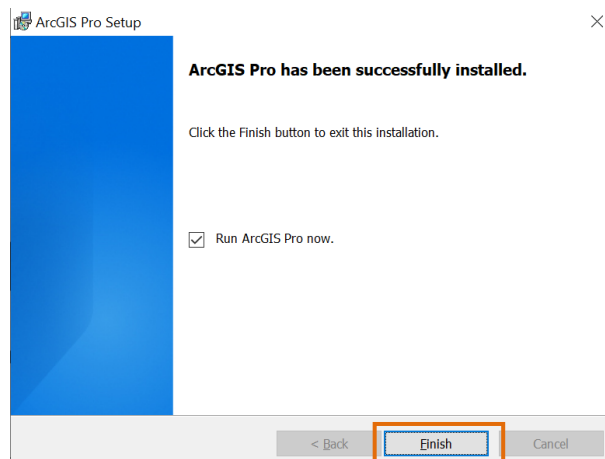 ArcGIS Pro Setup
ArcGIS Pro has been successfully installed.
Click the Finish button to exit this installation.
Run ArcGIS Pro now.
< Back Finish Cancel